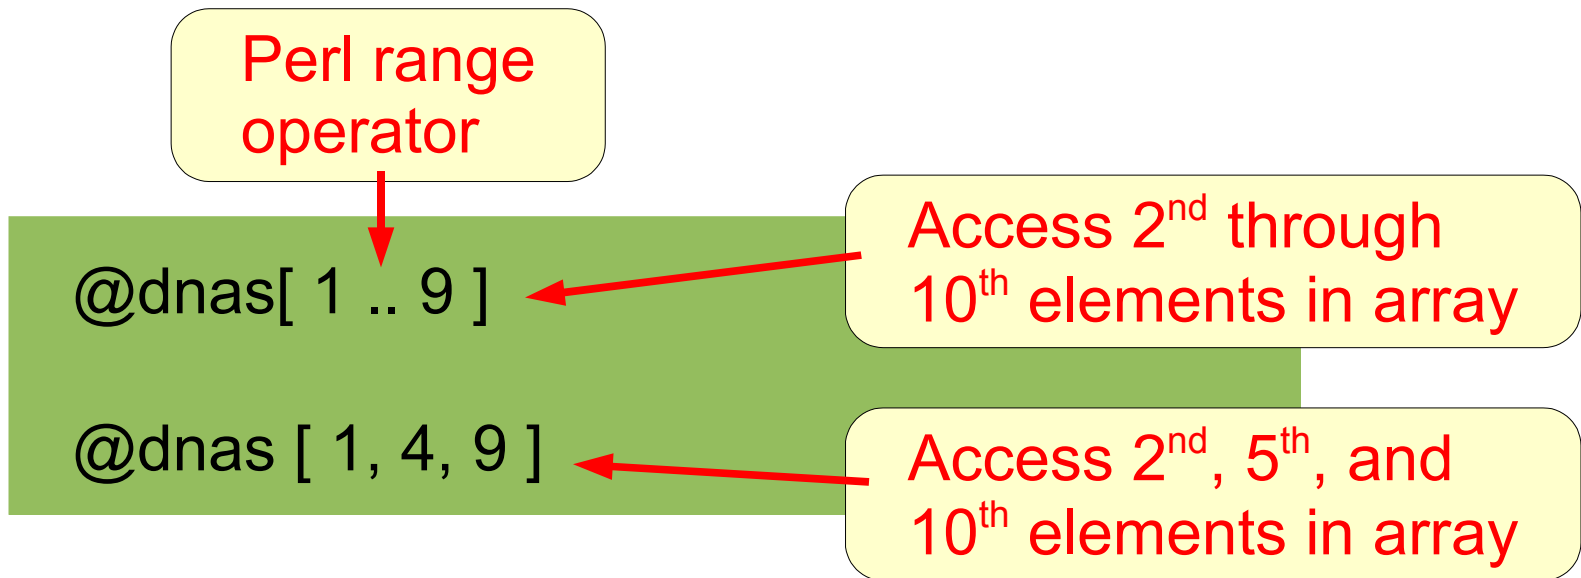 Perl range
operator
Access 2nd through
10th elements in array
@dnas[ 1 .. 9 ]
@dnas [ 1, 4, 9 ]
Access 2nd, 5th, and
10th elements in array